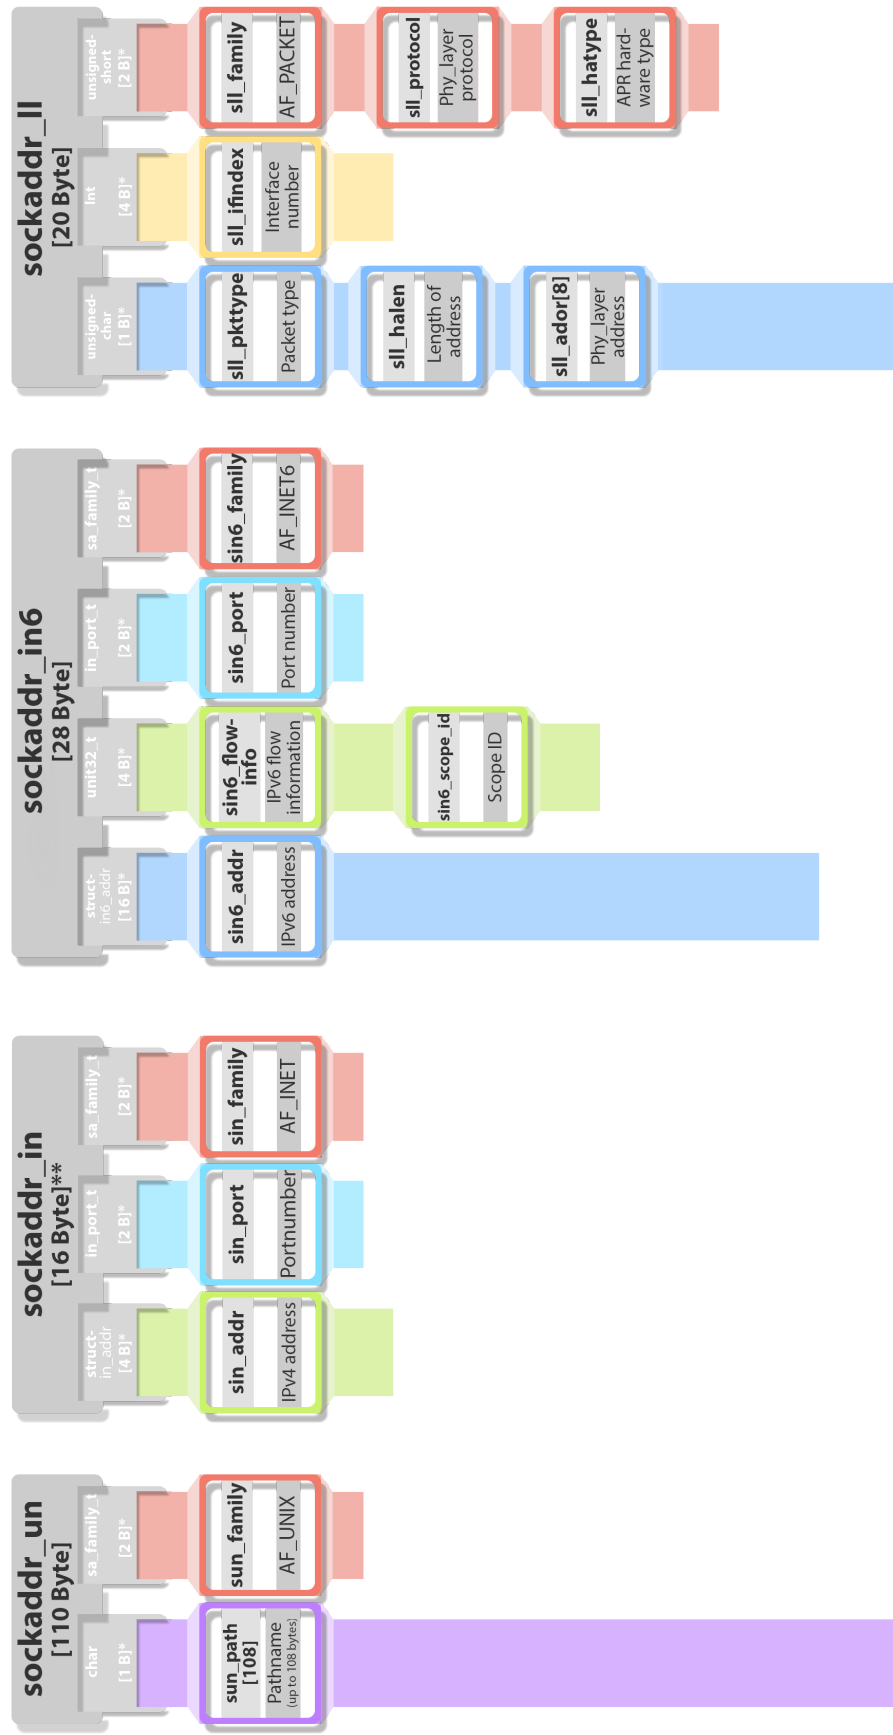 sockaddr_un
[110 Byte]
char
[1 B]*
sun_path
[108]
Pathname
(up to 108 bytes)
sa_family_t
[2 B]*
sun_family
AF_UNIX
sockaddr_in
[16 Byte]**
struct-
in_addr
[4 B]*
sin_addr
IPv4 address
in_port_t
[2 B]*
sin_port
Portnumber
sa_family_t
[2 B]*
sin_family
AF_INET
sockaddr_in6
[28 Byte]
struct-
in6_addr
[16 B]*
sin6_addr
IPv6 address
unit32_t
[4 B]*
sin6_flow-
info
IPv6 flow
information
sin6_scope_id
Scope ID
in_port_t
[2 B]*
sin6_port
Port number
sa_family_t
[2 B]*
sin6_family
AF_INET6
sockaddr_ll
[20 Byte]
unsigned-
char
[1 B]*
sll_pkttype
Packet type
sll_halen
Length of
address
sll_ador[8]
Phy_layer
address
Int
[4 B]*
sll_ifindex
Interface
number
unsigned-
short
[2 B]*
sll_family
AF_PACKET
sll_protocol
Phy_layer
protocol
sll_hatype
APR hard-
ware type